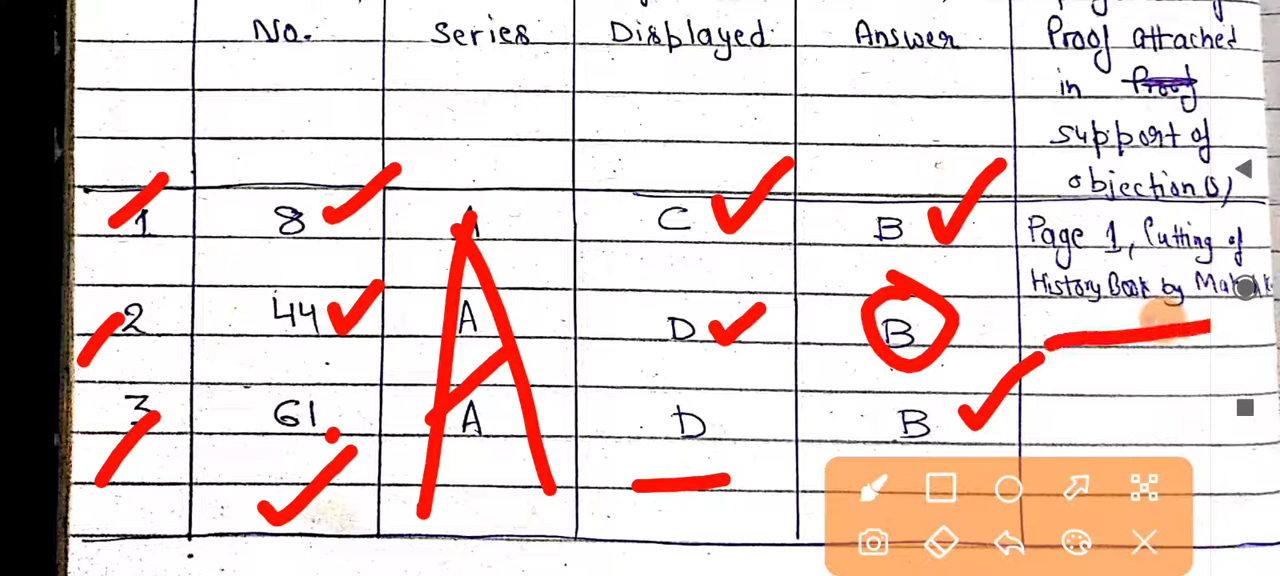 No. Series Displayed Answer Proof attached
in Proof
support of
objection(s)
1 8 A C B Page 1, Cutting of
History Book by
2 44 A D B
3 61. A D B